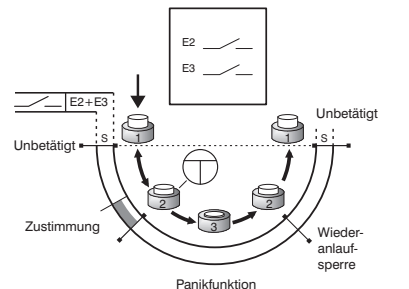 E2
E3
E2+E3
Unbetätigt
S
1
1
S
Unbetätigt
2
2
3
Zustimmung
Wieder-
anlauf-
sperre
Panikfunktion